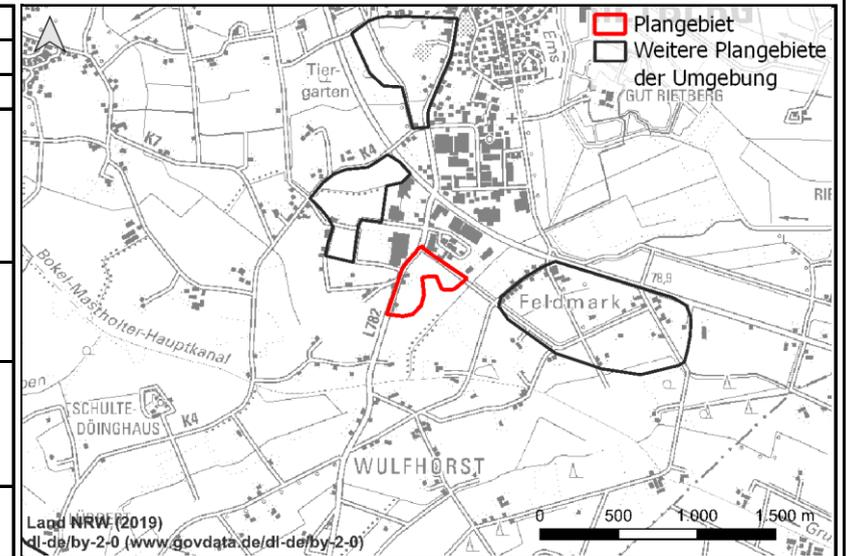 RIETBERG
Plangebiet
Weitere Plangebiete
der Umgebung
Ems
Tier-
garten
GUT RIETBERG
K7
K4
RIE
Bokel-Mastholter-Hauptkanal
78,9
Feldmark
L782
SCHULTE-
DÖINGHAUS
K4
WULFHORST
Land NRW (2019)
dl-de/by-2-0 (www.govdata.de/dl-de/by-2-0)
0 500 1.000 1.500 m